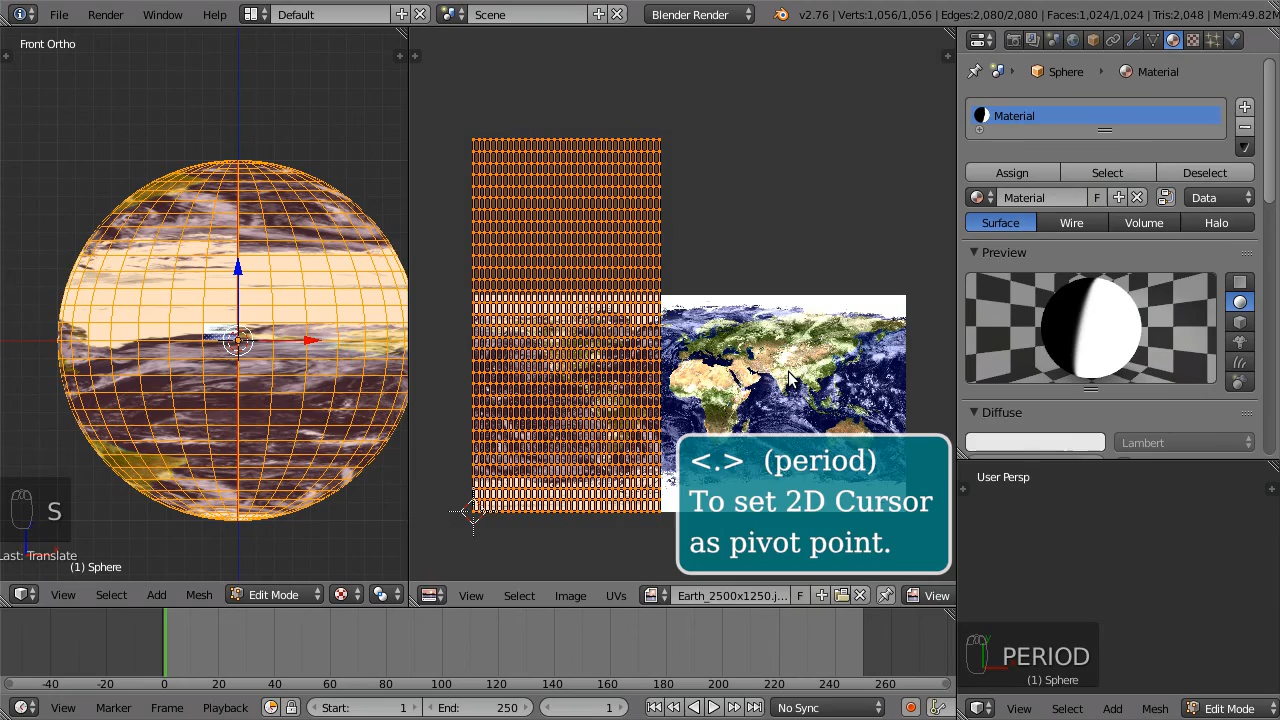 File Render Window Help Default Scene Blender Render v2.76 | Verts:1,056/1,056 | Edges:2,080/2,080 | Faces:1,024/1,024 | Tris:2,048 | Mem:49.82M
Front Ortho
Sphere Material
Material
Assign Select Deselect
Material F Data
Surface Wire Volume Halo
Preview
Diffuse
Lambert
<.> (period)
To set 2D Cursor
as pivot point.
S
Last: Translate
(1) Sphere
User Persp
View Select Add Mesh Edit Mode
View Select Image UVs Earth_2500x1250.j... F View
PERIOD
(1) Sphere
-40 -20 0 20 40 60 80 100 120 140 160 180 200 220 240 260
View Marker Frame Playback Start: 1 End: 250 1 No Sync
View Select Add Mesh Edit Mode